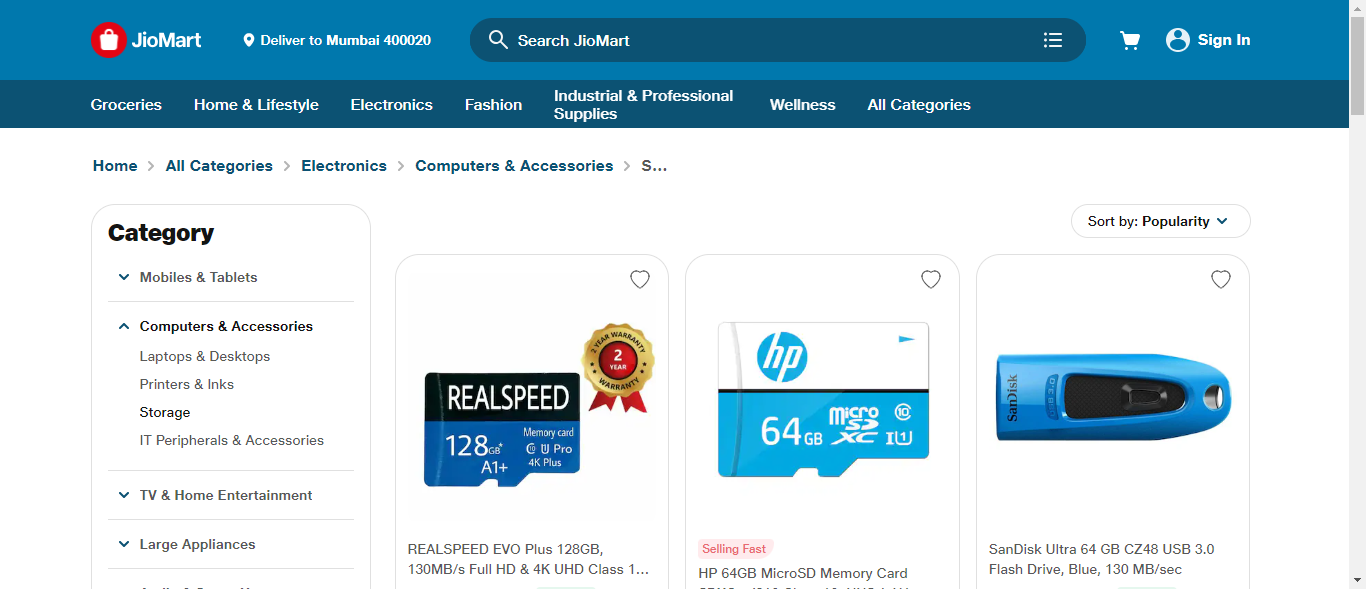 JioMart
Deliver to Mumbai 400020
Search JioMart
Sign In
Groceries
Home & Lifestyle
Electronics
Fashion
Industrial & Professional
Supplies
Wellness
All Categories
Home > All Categories > Electronics > Computers & Accessories > S...
Category
Mobiles & Tablets
Computers & Accessories
Laptops & Desktops
Printers & Inks
Storage
IT Peripherals & Accessories
TV & Home Entertainment
Large Appliances
Sort by: Popularity
2 YEAR WARRANTY
2
YEAR
WARRANTY
REALSPEED
128GB*
A1+
Memory card
10 U Pro
4K Plus
REALSPEED EVO Plus 128GB,
130MB/s Full HD & 4K UHD Class 1...
hp
64GB
micro
SD
XC
10
I U1
Selling Fast
HP 64GB MicroSD Memory Card
SanDisk
USB 3.0
SanDisk Ultra 64 GB CZ48 USB 3.0
Flash Drive, Blue, 130 MB/sec